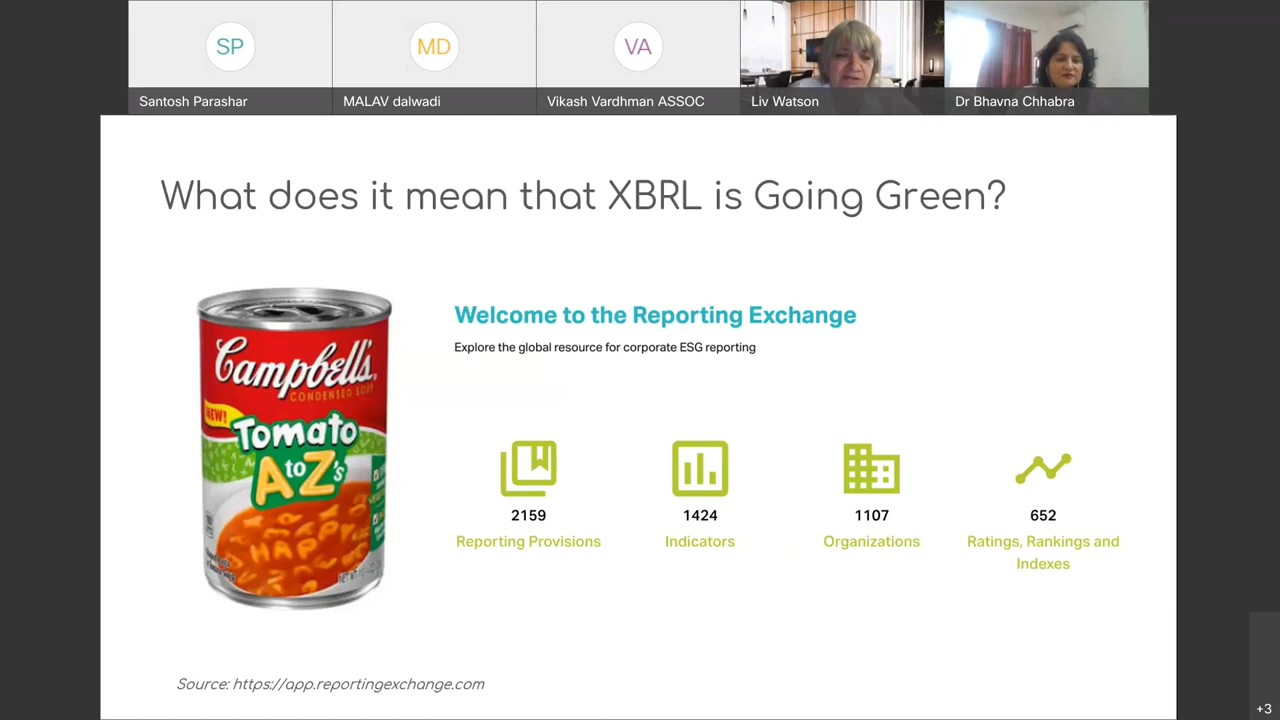 SP
MD
VA
Santosh Parashar
MALAV dalwadi
Vikash Vardhman ASSOC
Liv Watson
Dr Bhavna Chhabra
What does it mean that XBRL is Going Green?
Campbell's
CONDENSED SOUP
NEW!
Tomato
A to Z's
HAP
Welcome to the Reporting Exchange
Explore the global resource for corporate ESG reporting
2159
Reporting Provisions
1424
Indicators
1107
Organizations
652
Ratings, Rankings and
Indexes
Source: https://app.reportingexchange.com
+3